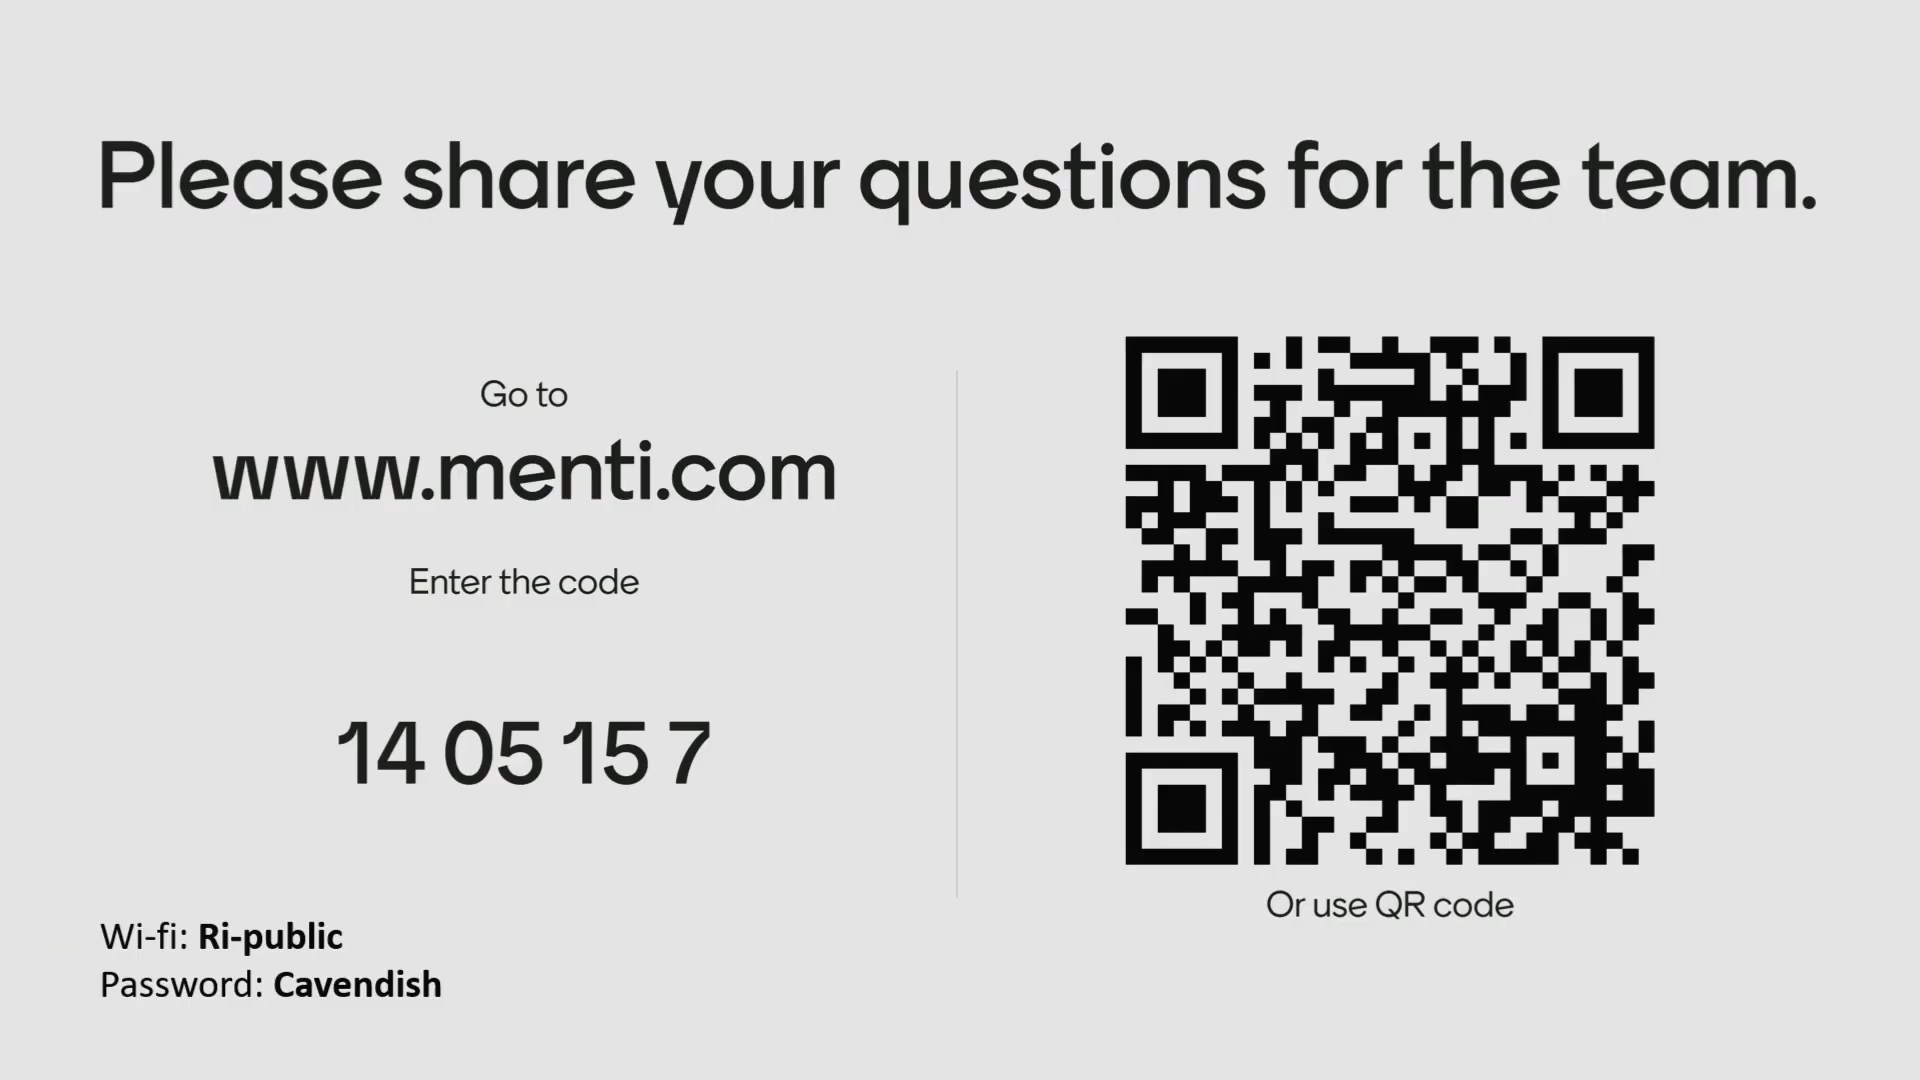 Please share your questions for the team.
Go to
www.menti.com
Enter the code
14 05 15 7
Or use QR code
Wi-fi: Ri-public
Password: Cavendish